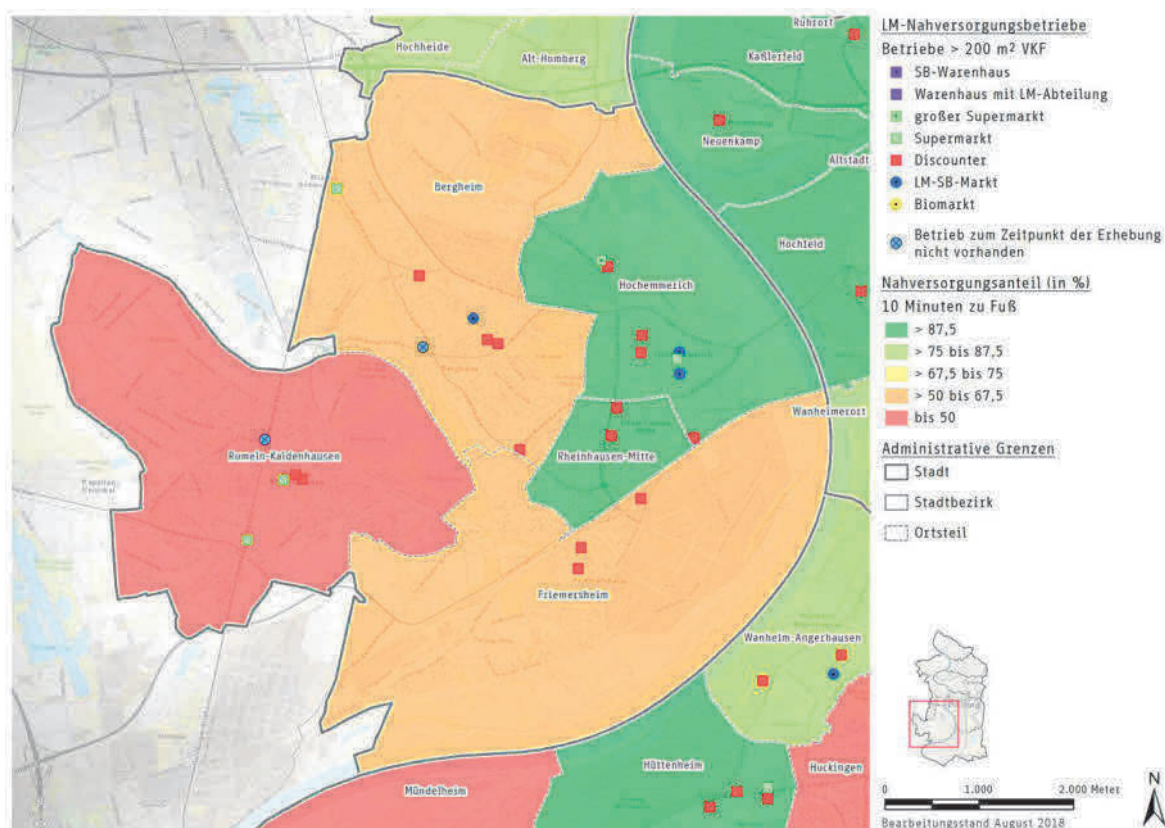 Hochheide
Alt-Homberg
Ruhrort
Kaßlerfeld
Neuenkamp
Altstadt
Bergheim
Hochfeld
Hochemmerich
Wanheimerort
Rheinhausen-Mitte
Rumeln-Kaldenhausen
Friemersheim
Wanheim-Angerhausen
Hüttenheim
Mündelheim
Huckingen
LM-Nahversorgungsbetriebe
Betriebe > 200 m² VKF
SB-Warenhaus
Warenhaus mit LM-Abteilung
großer Supermarkt
Supermarkt
Discounter
LM-SB-Markt
Biomarkt
Betrieb zum Zeitpunkt der Erhebung
nicht vorhanden
Nahversorgungsanteil (in %)
10 Minuten zu Fuß
> 87,5
> 75 bis 87,5
> 67,5 bis 75
> 50 bis 67,5
bis 50
Administrative Grenzen
Stadt
Stadtbezirk
Ortsteil
0 1.000 2.000 Meter
N
Bearbeitungsstand August 2018